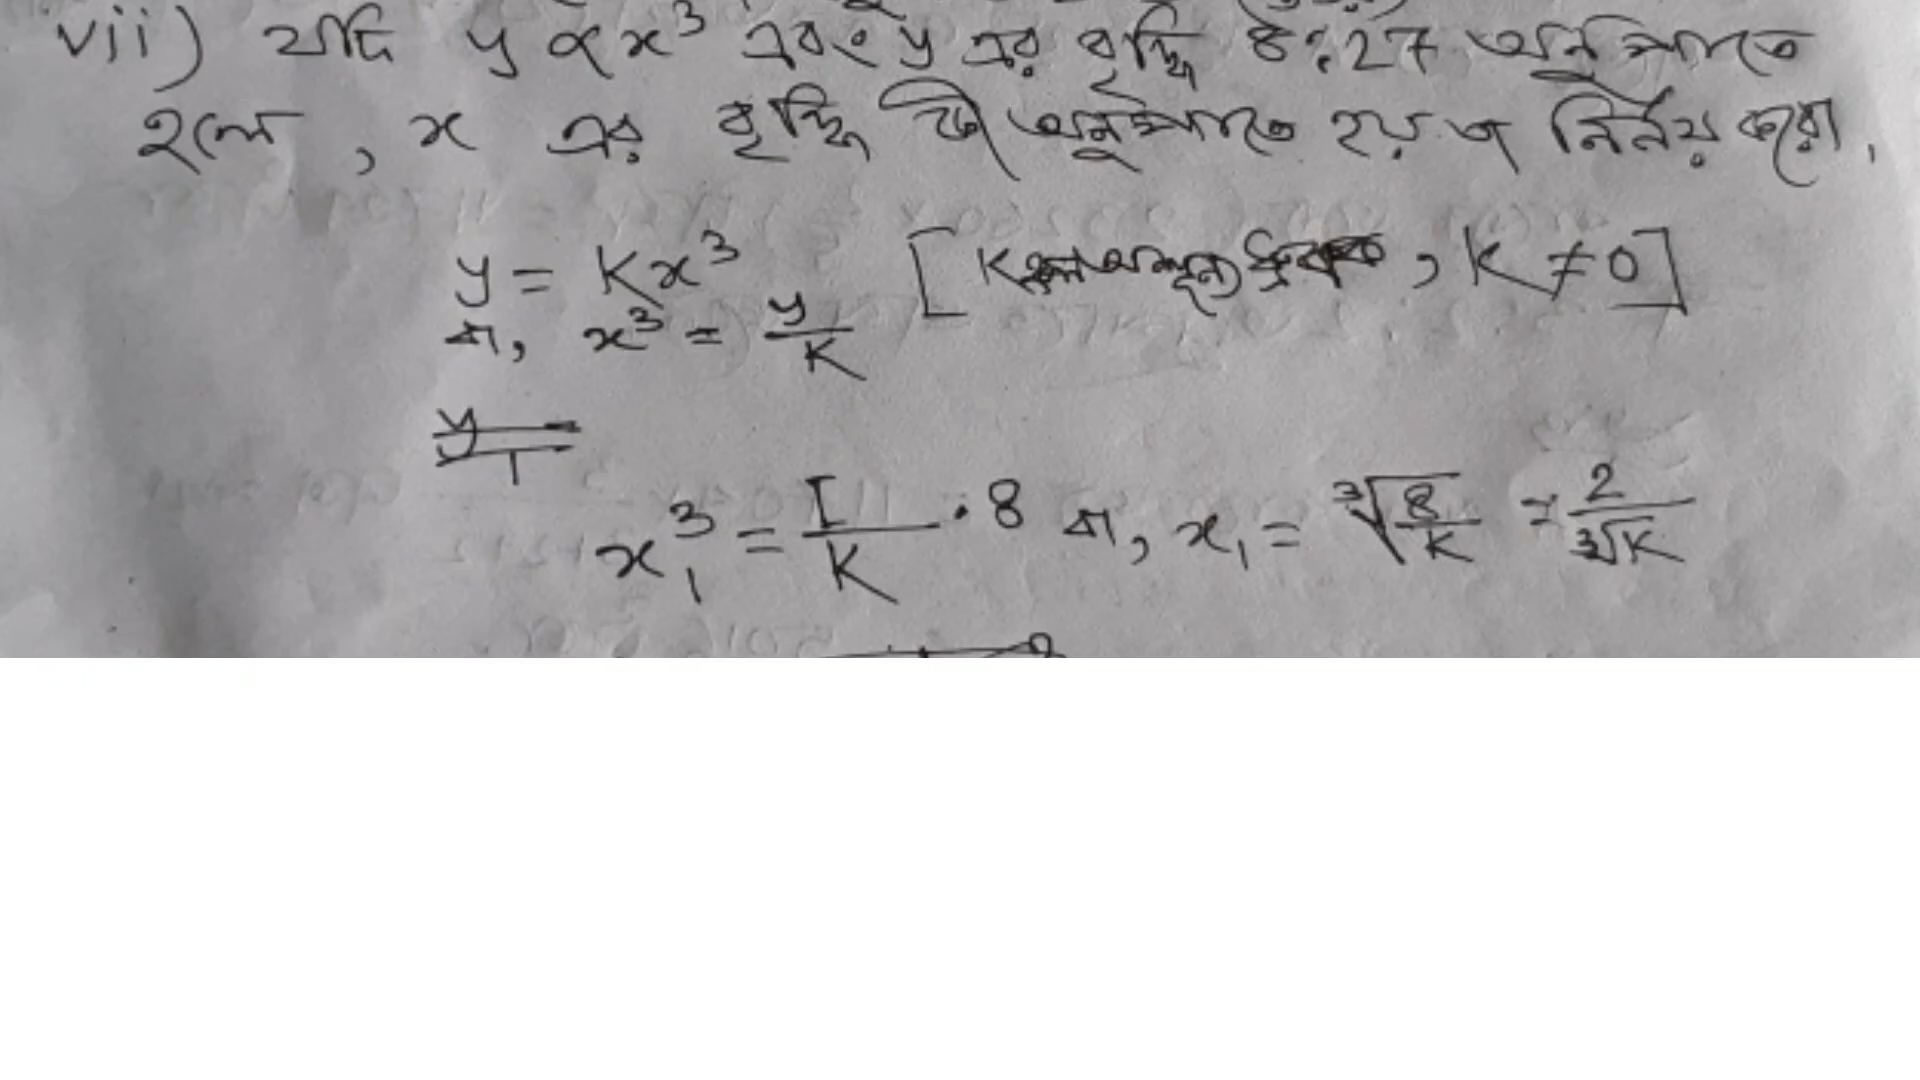 vii) যদি y ∝ x³ এবং y এর বৃদ্ধি 8:27 অনুপাতে
হলে, x এর বৃদ্ধি কী অনুপাতে হয় তা নির্নয় করো,
y = Kx³ [K , K ≠ 0]
বা, x³ = y/K
x₁³ = 1/K · 8 বা, x₁ = ∛(8/K) = 2/∛K